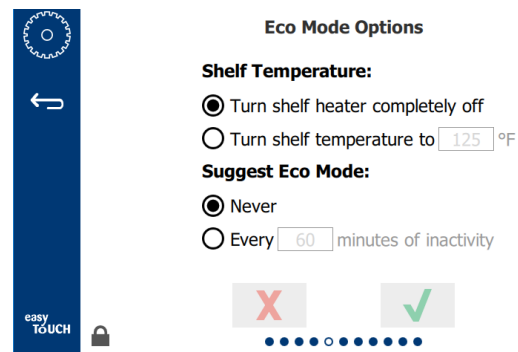 Eco Mode Options
Shelf Temperature:
Turn shelf heater completely off
Turn shelf temperature to 125 °F
Suggest Eco Mode:
Never
Every 60 minutes of inactivity
easy
TOUCH